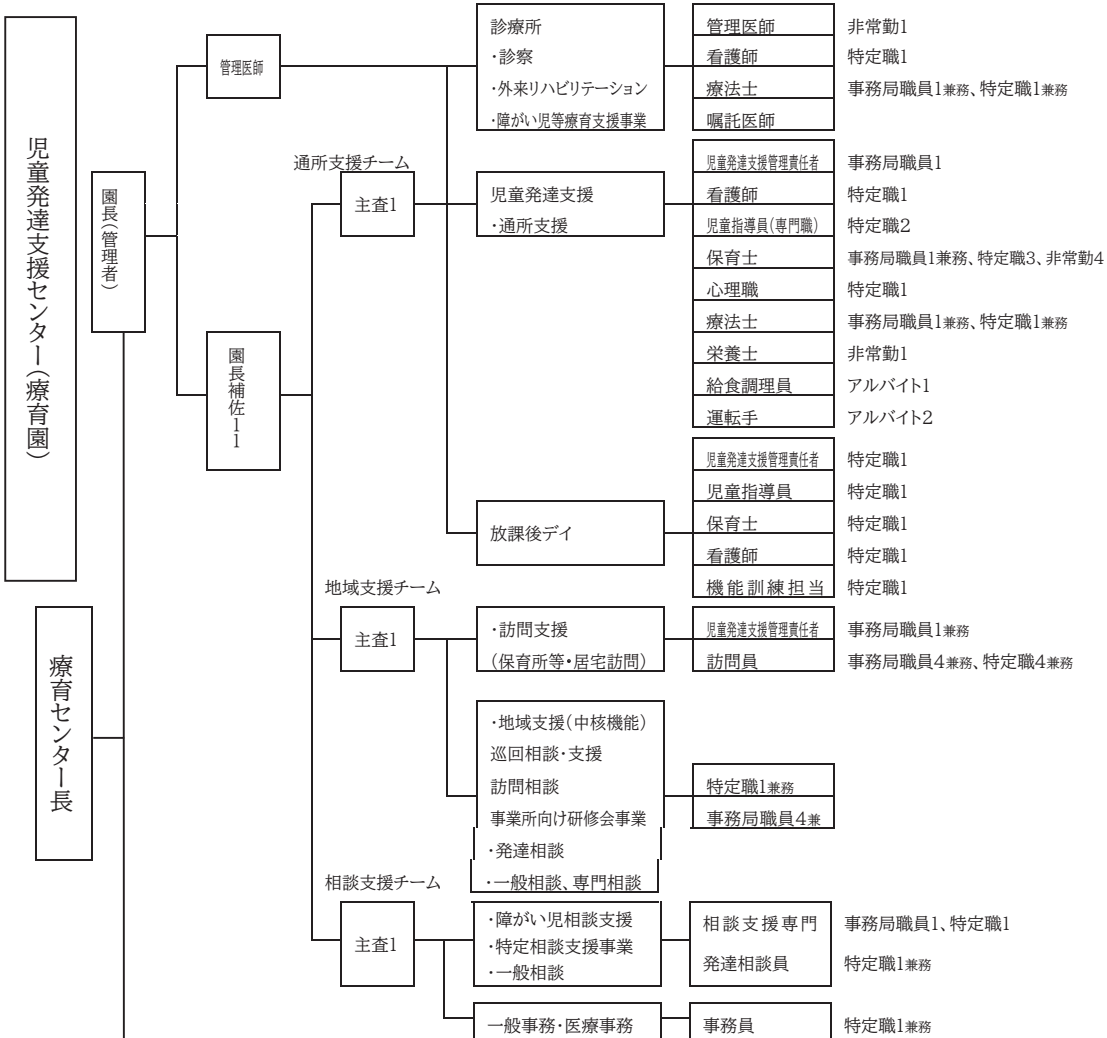 児童発達支援センター(療育園)
療育センター長
園長(管理者)
管理医師
園長補佐11
通所支援チーム
主査1
診療所
・診察
・外来リハビリテーション
・障がい児等療育支援事業
管理医師 非常勤1
看護師 特定職1
療法士 事務局職員1兼務、特定職1兼務
嘱託医師
児童発達支援
・通所支援
児童発達支援管理責任者 事務局職員1
看護師 特定職1
児童指導員(専門職) 特定職2
保育士 事務局職員1兼務、特定職3、非常勤4
心理職 特定職1
療法士 事務局職員1兼務、特定職1兼務
栄養士 非常勤1
給食調理員 アルバイト1
運転手 アルバイト2
放課後デイ
児童発達支援管理責任者 特定職1
児童指導員 特定職1
保育士 特定職1
看護師 特定職1
機能訓練担当 特定職1
地域支援チーム
主査1
・訪問支援
(保育所等・居宅訪問)
児童発達支援管理責任者 事務局職員1兼務
訪問員 事務局職員4兼務、特定職4兼務
・地域支援(中核機能)
巡回相談・支援
訪問相談
事業所向け研修会事業
・発達相談
・一般相談、専門相談
特定職1兼務
事務局職員4兼
相談支援チーム
主査1
・障がい児相談支援
・特定相談支援事業
・一般相談
相談支援専門 事務局職員1、特定職1
発達相談員 特定職1兼務
一般事務・医療事務
事務員 特定職1兼務